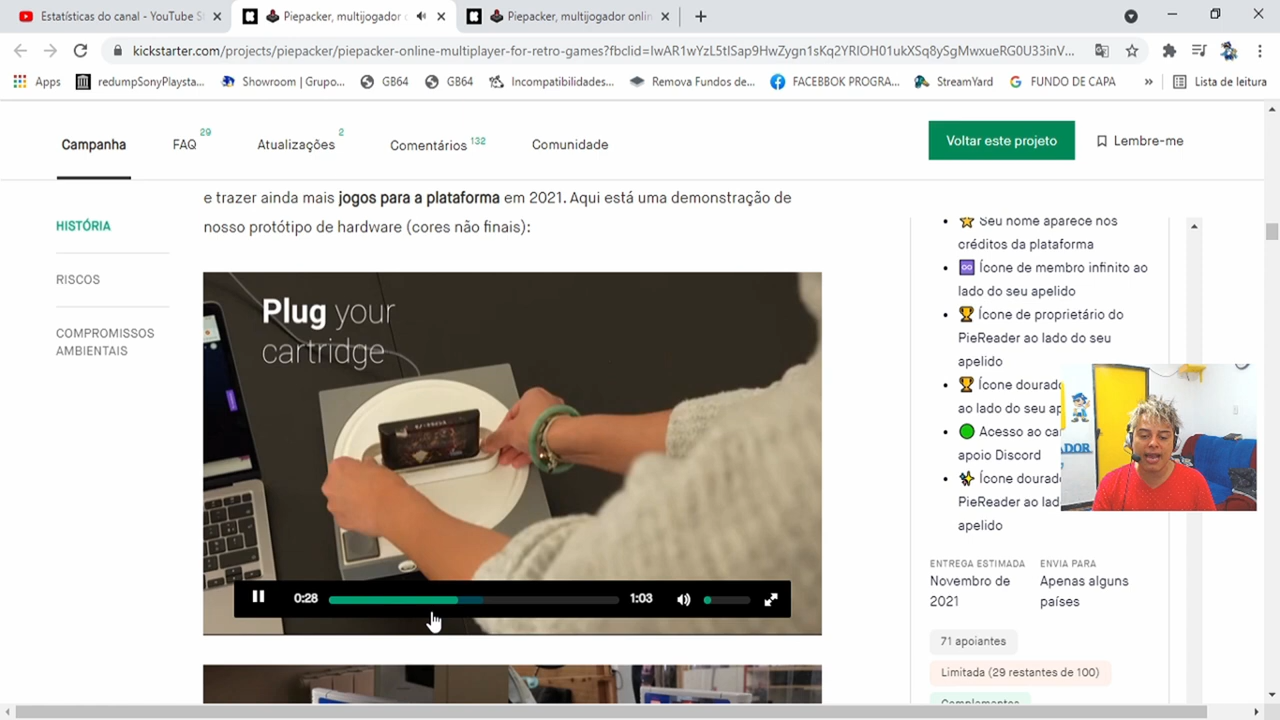 Estatísticas do canal - YouTube S
Piepacker, multijogador o
Piepacker, multijogador onlin
kickstarter.com/projects/piepacker/piepacker-online-multiplayer-for-retro-games?fbclid=IwAR1wYzL5tlSap9HwZygn1sKq2YRIOH01ukXSq8ySgMwxueRG0U33inV...
Apps
redumpSonyPlaysta...
Showroom | Grupo...
GB64
GB64
Incompatibilidades...
Remova Fundos de...
FACEBBOK PROGRA...
StreamYard
FUNDO DE CAPA
»
Lista de leitura
Campanha
FAQ 29
Atualizações 2
Comentários 132
Comunidade
Voltar este projeto
Lembre-me
HISTÓRIA
RISCOS
COMPROMISSOS
AMBIENTAIS
e trazer ainda mais jogos para a plataforma em 2021. Aqui está uma demonstração de
nosso protótipo de hardware (cores não finais):
Plug your
cartridge
0:28
1:03
Seu nome aparece nos
créditos da plataforma
Ícone de membro infinito ao
lado do seu apelido
Ícone de proprietário do
PieReader ao lado do seu
apelido
Ícone dourad
ao lado do seu ap
Acesso ao ca
apoio Discord
Ícone dourad
PieReader ao lad
apelido
ADOR
ENTREGA ESTIMADA
Novembro de
2021
ENVIA PARA
Apenas alguns
países
71 apoiantes
Limitada (29 restantes de 100)
Complementos